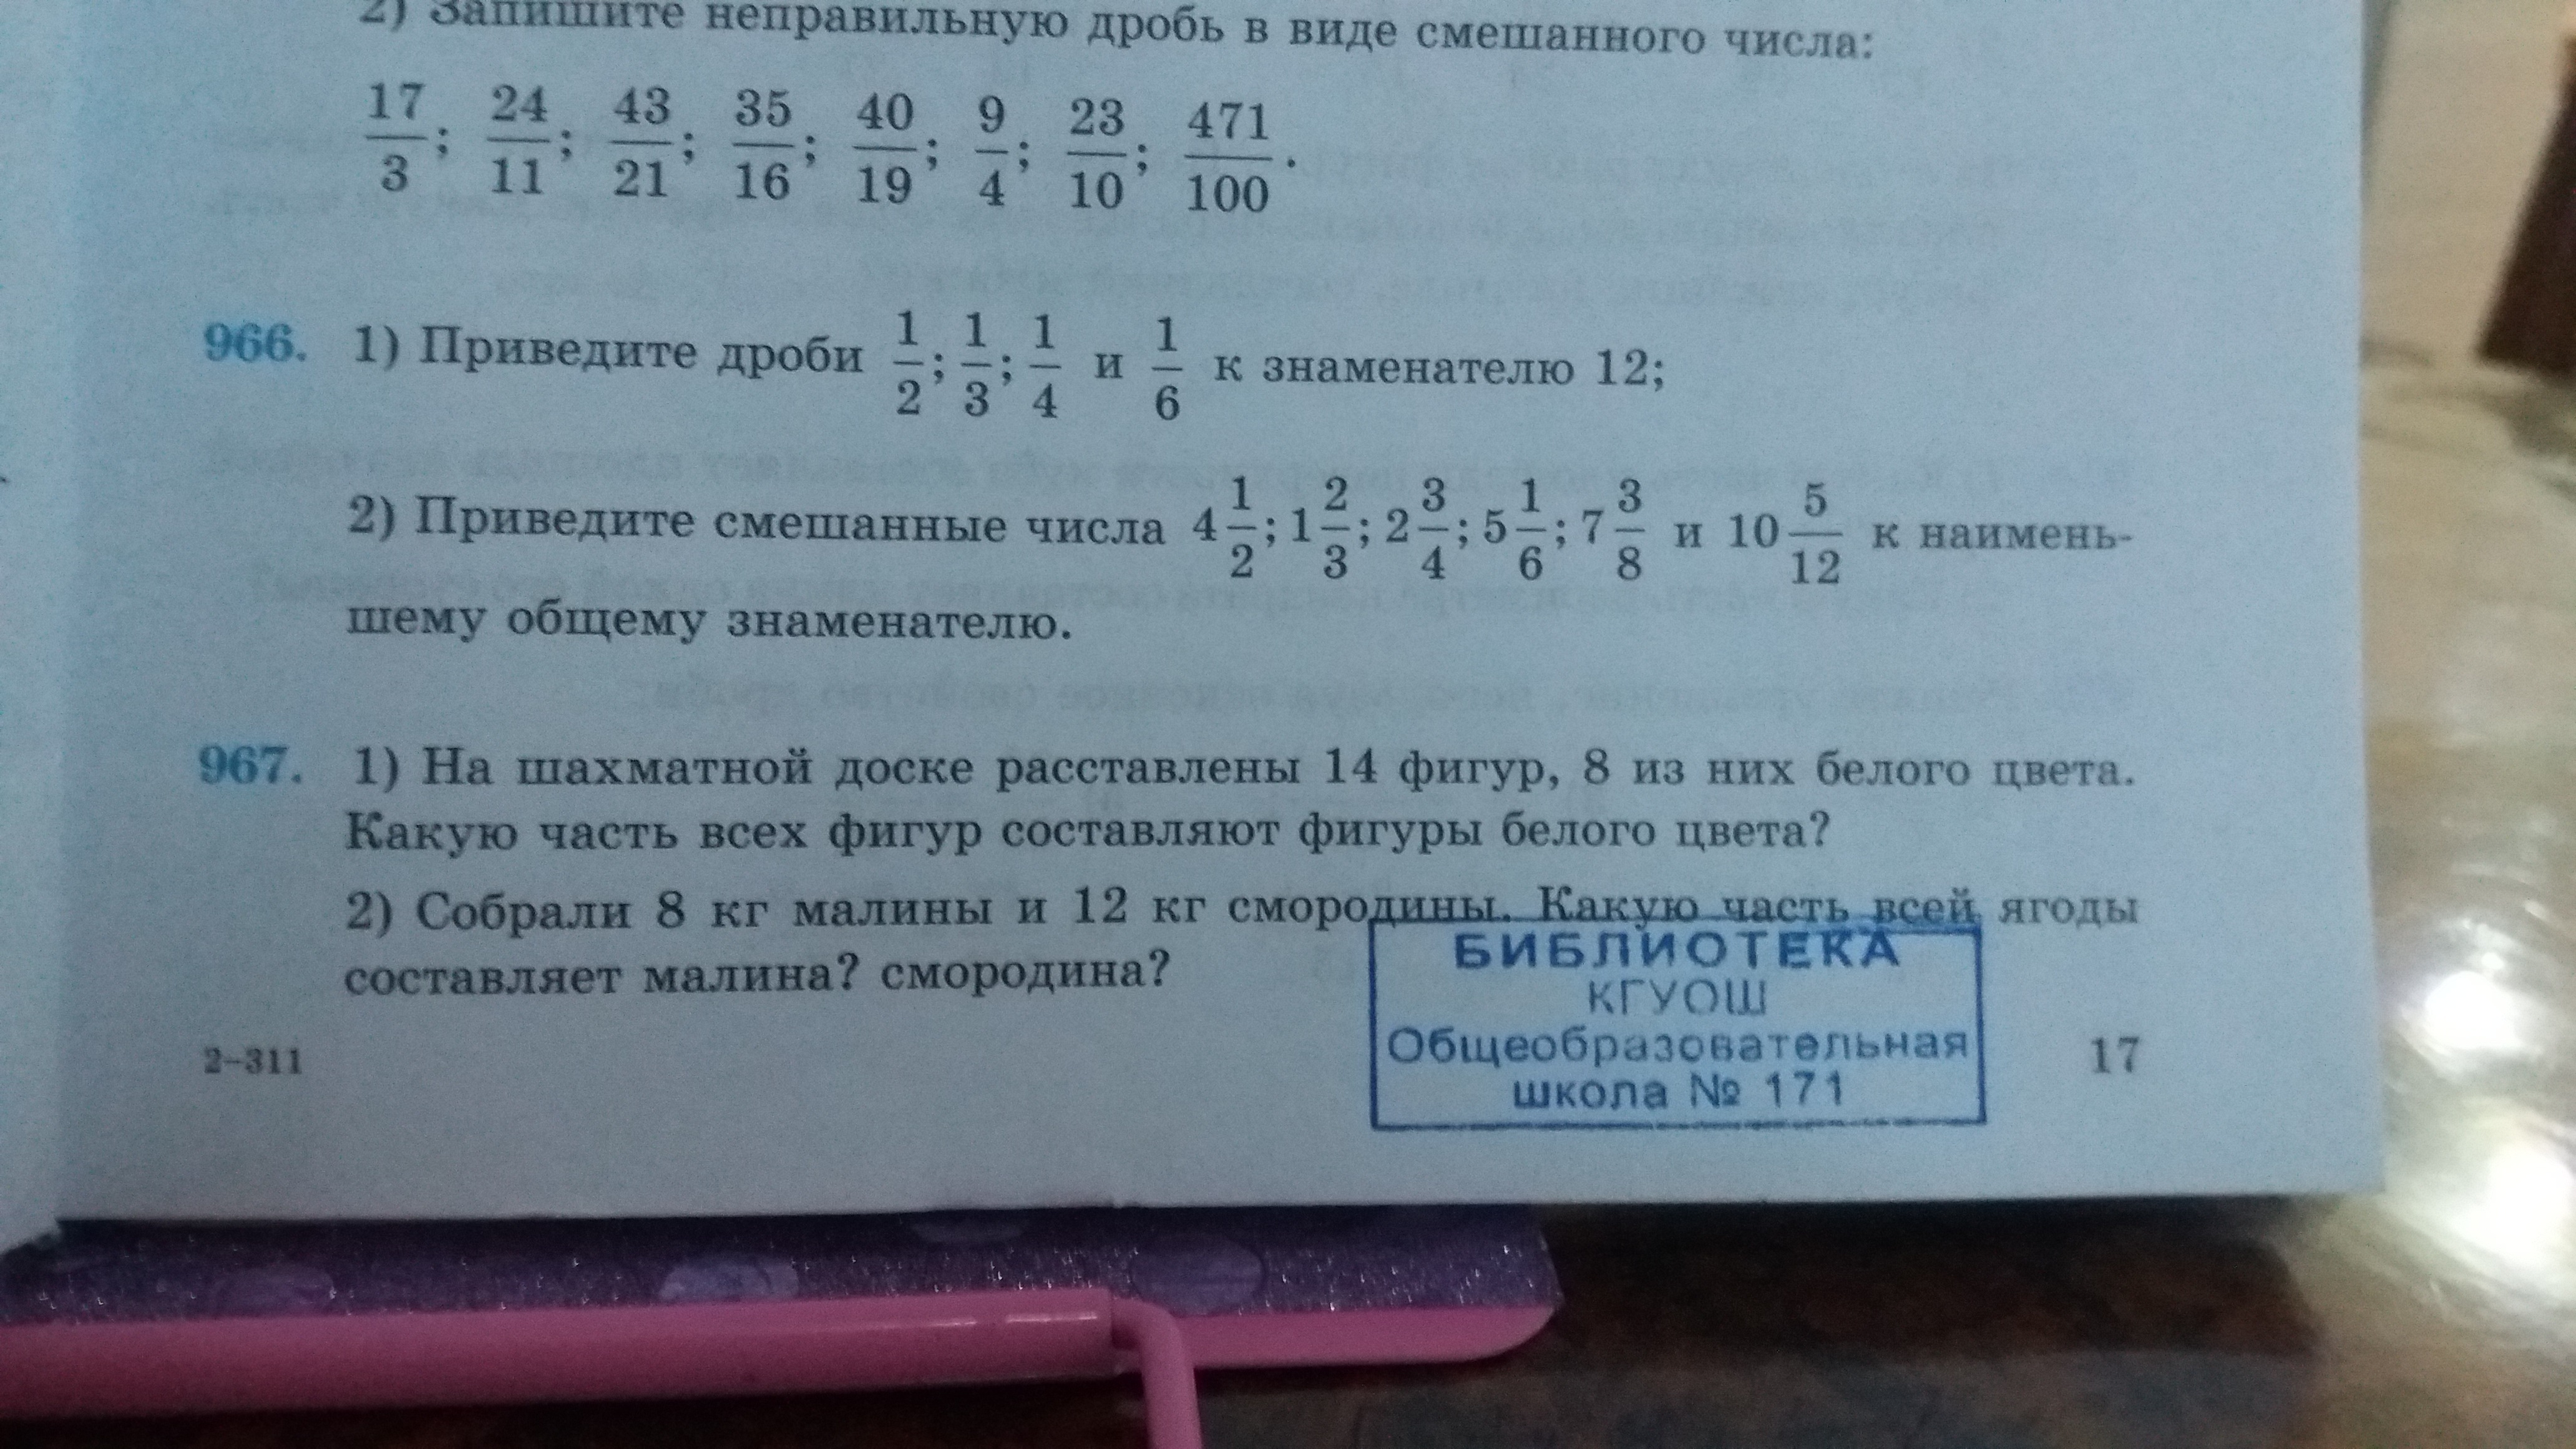 2) Запишите неправильную дробь в виде смешанного числа:
17/3; 24/11; 43/21; 35/16; 40/19; 9/4; 23/10; 471/100.
966. 1) Приведите дроби 1/2; 1/3; 1/4 и 1/6 к знаменателю 12;
2) Приведите смешанные числа 4 1/2; 1 2/3; 2 3/4; 5 1/6; 7 3/8 и 10 5/12 к наимень-
шему общему знаменателю.
967. 1) На шахматной доске расставлены 14 фигур, 8 из них белого цвета.
Какую часть всех фигур составляют фигуры белого цвета?
2) Собрали 8 кг малины и 12 кг смородины. Какую часть всей ягоды
составляет малина? смородина?
БИБЛИОТЕКА
КГУОШ
Общеобразовательная
школа № 171
2–311
17